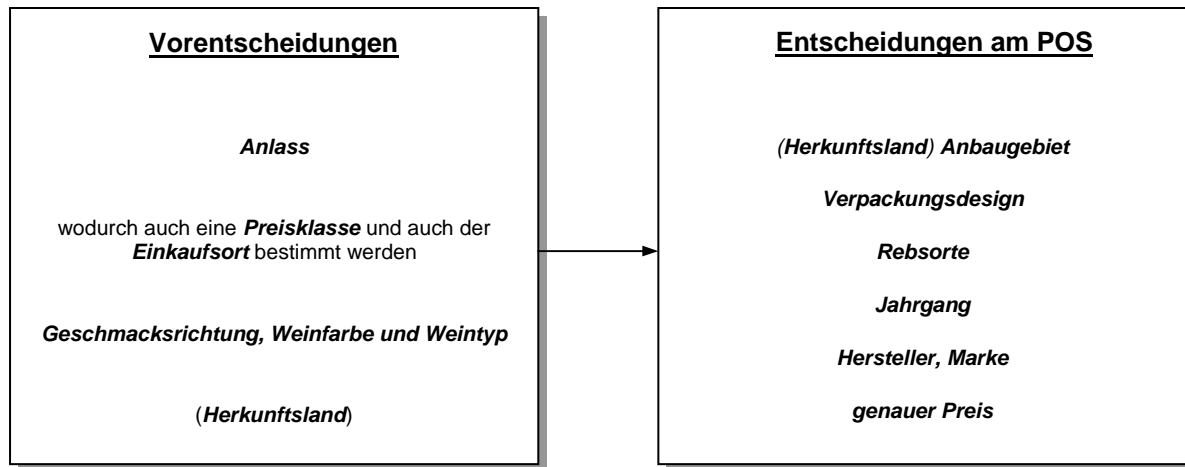 Vorentscheidungen
Anlass
wodurch auch eine Preisklasse und auch der
Einkaufsort bestimmt werden
Geschmacksrichtung, Weinfarbe und Weintyp
(Herkunftsland)
Entscheidungen am POS
(Herkunftsland) Anbaugebiet
Verpackungsdesign
Rebsorte
Jahrgang
Hersteller, Marke
genauer Preis